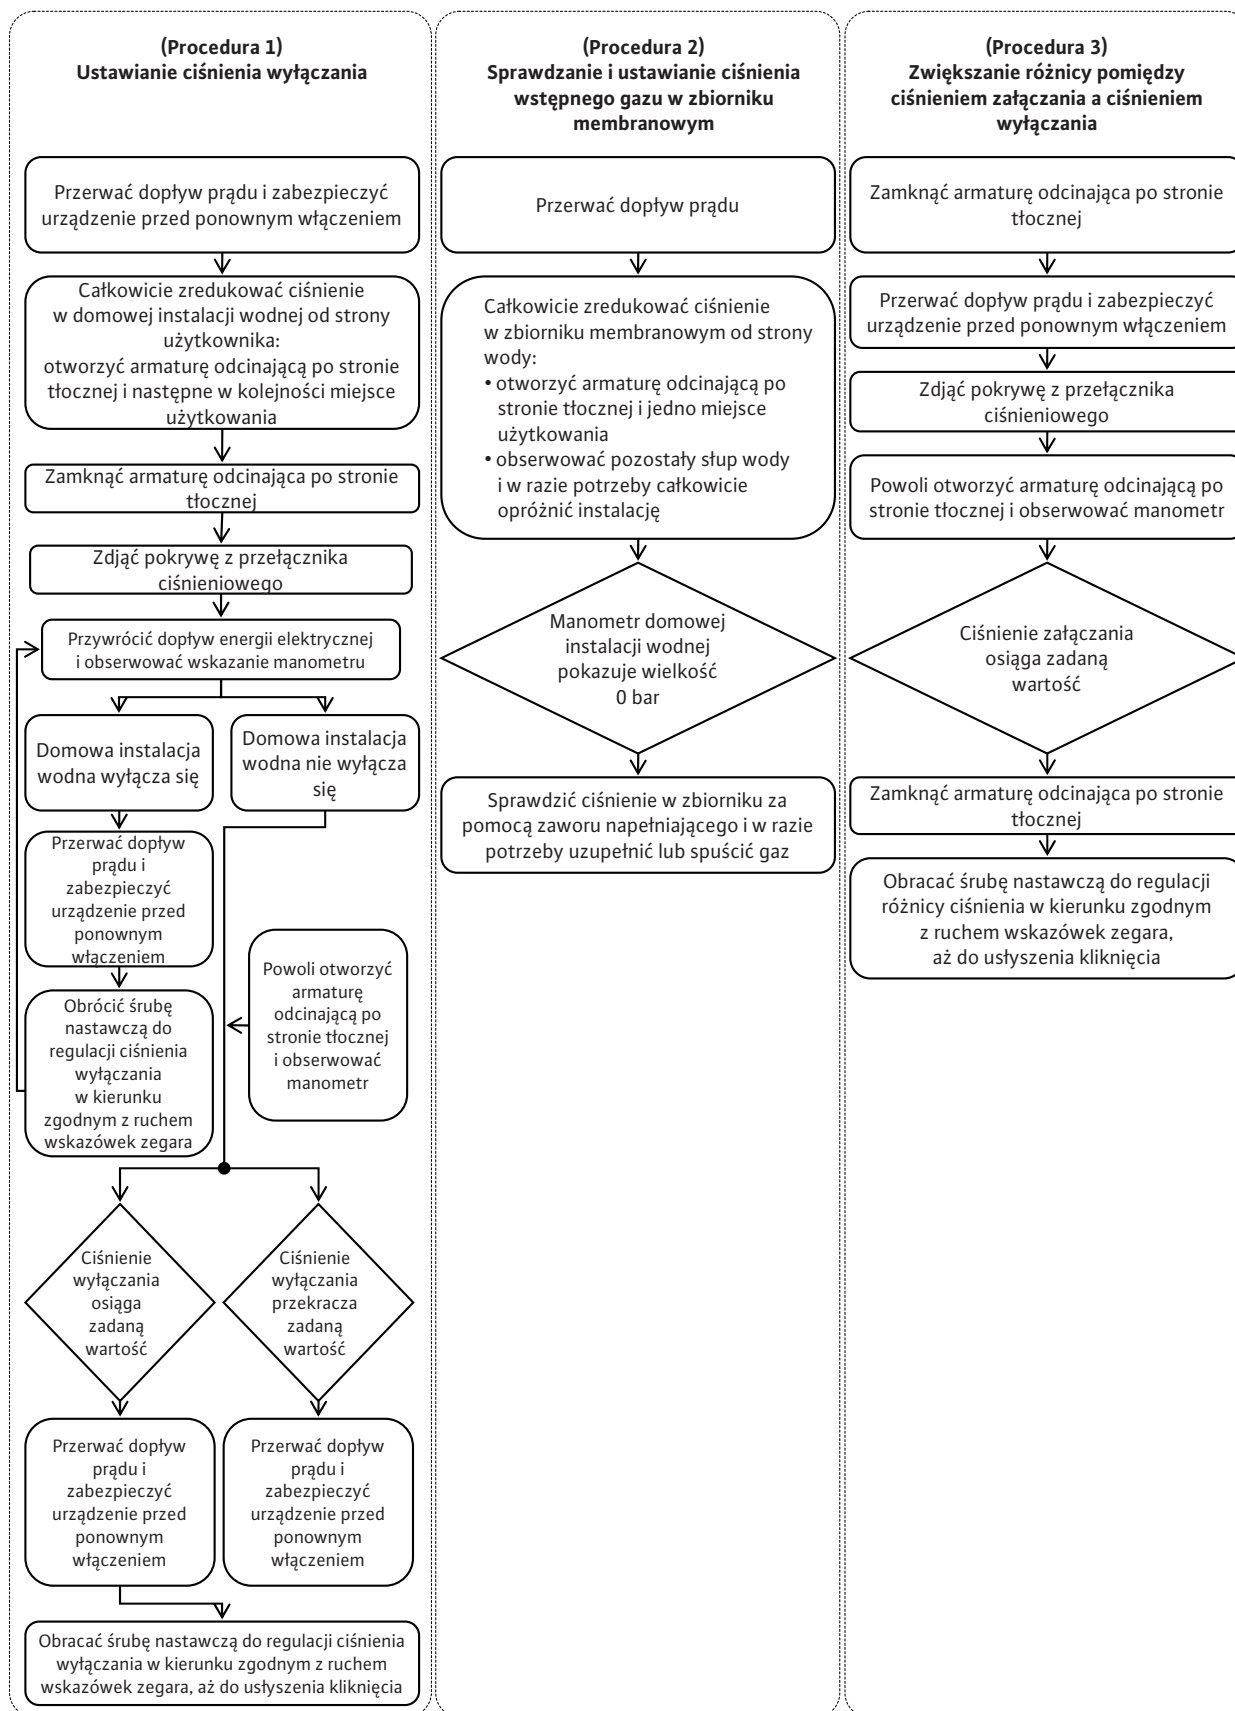 (Procedura 1)
Ustawianie ciśnienia wyłączania
Przerwać dopływ prądu i zabezpieczyć
urządzenie przed ponownym włączeniem
Całkowicie zredukować ciśnienie
w domowej instalacji wodnej od strony
użytkownika:
otworzyć armaturę odcinającą po stronie
tłocznej i następne w kolejności miejsce
użytkowania
Zamknąć armaturę odcinająca po stronie
tłocznej
Zdjąć pokrywę z przełącznika
ciśnieniowego
Przywrócić dopływ energii elektrycznej
i obserwować wskazanie manometru
Domowa instalacja
wodna wyłącza się
Domowa instalacja
wodna nie wyłącza
się
Przerwać dopływ
prądu i
zabezpieczyć
urządzenie przed
ponownym
włączeniem
Obrócić śrubę
nastawczą do
regulacji ciśnienia
wyłączania
w kierunku
zgodnym z ruchem
wskazówek zegara
Powoli otworzyć
armaturę
odcinającą po
stronie tłocznej
i obserwować
manometr
Ciśnienie
wyłączania
osiąga
zadaną
wartość
Ciśnienie
wyłączania
przekracza
zadaną
wartość
Przerwać dopływ
prądu i
zabezpieczyć
urządzenie przed
ponownym
włączeniem
Przerwać dopływ
prądu i
zabezpieczyć
urządzenie przed
ponownym
włączeniem
Obracać śrubę nastawczą do regulacji ciśnienia
wyłączania w kierunku zgodnym z ruchem
wskazówek zegara, aż do usłyszenia kliknięcia
(Procedura 2)
Sprawdzanie i ustawianie ciśnienia
wstępnego gazu w zbiorniku
membranowym
Przerwać dopływ prądu
Całkowicie zredukować ciśnienie
w zbiorniku membranowym od strony
wody:
• otworzyć armaturę odcinającą po
stronie tłocznej i jedno miejsce
użytkowania
• obserwować pozostały słup wody
i w razie potrzeby całkowicie
opróżnić instalację
Manometr domowej
instalacji wodnej
pokazuje wielkość
0 bar
Sprawdzić ciśnienie w zbiorniku za
pomocą zaworu napełniającego i w razie
potrzeby uzupełnić lub spuścić gaz
(Procedura 3)
Zwiększanie różnicy pomiędzy
ciśnieniem załączania a ciśnieniem
wyłączania
Zamknąć armaturę odcinająca po stronie
tłocznej
Przerwać dopływ prądu i zabezpieczyć
urządzenie przed ponownym włączeniem
Zdjąć pokrywę z przełącznika
ciśnieniowego
Powoli otworzyć armaturę odcinającą po
stronie tłocznej i obserwować manometr
Ciśnienie załączania
osiąga zadaną
wartość
Zamknąć armaturę odcinająca po stronie
tłocznej
Obracać śrubę nastawczą do regulacji
różnicy ciśnienia w kierunku zgodnym
z ruchem wskazówek zegara,
aż do usłyszenia kliknięcia